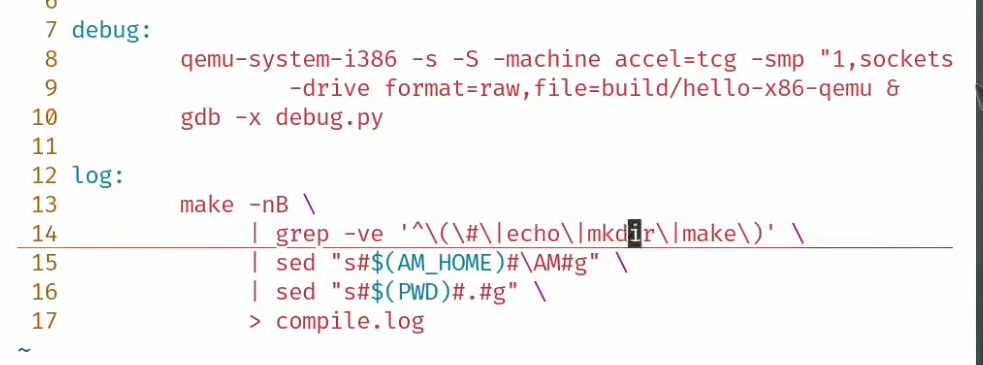 6
7 debug:
8 qemu-system-i386 -s -S -machine accel=tcg -smp "1,sockets
9 -drive format=raw,file=build/hello-x86-qemu &
10 gdb -x debug.py
11
12 log:
13 make -nB \
14 | grep -ve '^\(\#\|echo\|mkdir\|make\)' \
15 | sed "s#$(AM_HOME)#\AM#g" \
16 | sed "s#$(PWD)#.#g" \
17 > compile.log
~